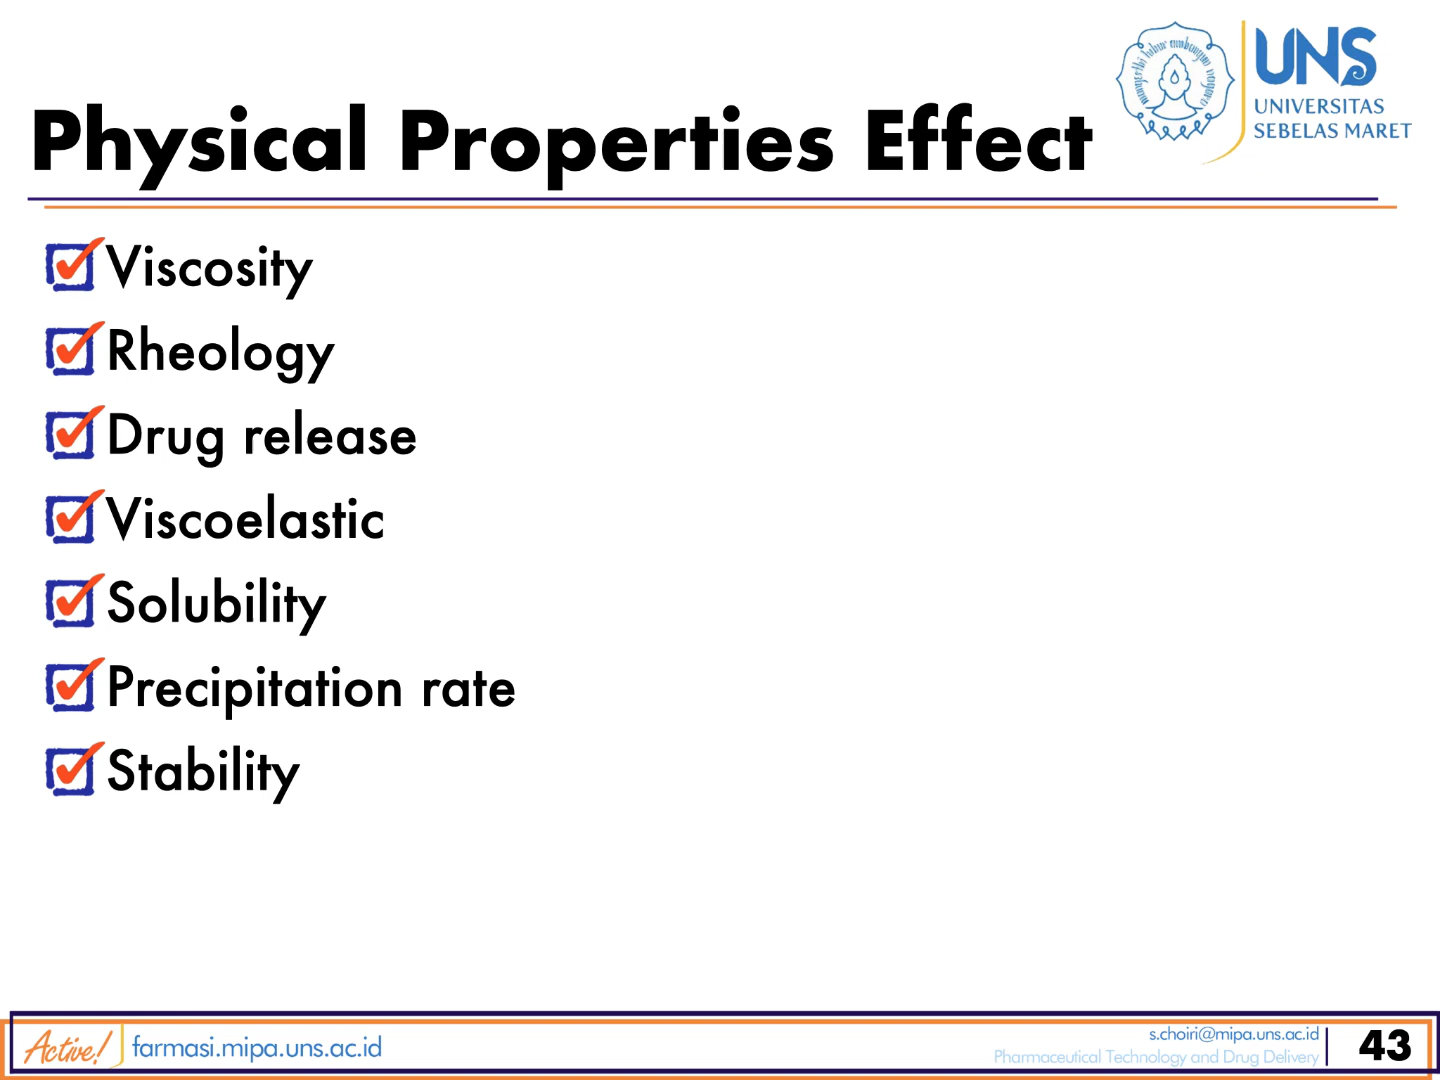 UNS
UNIVERSITAS
SEBELAS MARET
Physical Properties Effect
Viscosity
Rheology
Drug release
Viscoelastic
Solubility
Precipitation rate
Stability
Active!
farmasi.mipa.uns.ac.id
s.choiri@mipa.uns.ac.id
Pharmaceutical Technology and Drug Delivery
43